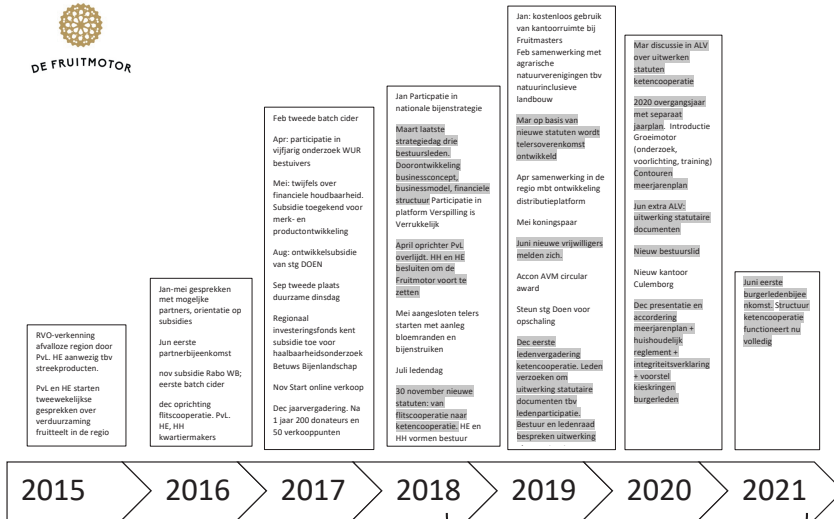 DE FRUITMOTOR
RVO-verkenning
afvalloze region door
PvL. HE aanwezig tbv
streekproducten.
PvL en HE starten
tweewekelijkse
gesprekken over
verduurzaming
fruitteelt in de regio
Jan-mei gesprekken
met mogelijke
partners, orientatie op
subsidies
Jun eerste
partnerbijeenkomst
nov subsidie Rabo WB;
eerste batch cider
dec oprichting
flitscooperatie. PvL.
HE, HH
kwartiermakers
Feb tweede batch cider
Apr: participatie in
vijfjarig onderzoek WUR
bestuivers
Mei: twijfels over
financiele houdbaarheid.
Subsidie toegekend voor
merk- en
productontwikkeling
Aug: ontwikkelsubsidie
van stg DOEN
Sep tweede plaats
duurzame dinsdag
Regionaal
investeringsfonds kent
subsidie toe voor
haalbaarheidsonderzoek
Betuws Bijenlandschap
Nov Start online verkoop
Dec jaarvergadering. Na
1 jaar 200 donateurs en
50 verkooppunten
Jan Particpatie in
nationale bijenstrategie
Maart laatste
strategiedag drie
bestuursleden.
Doorontwikkeling
businessconcept,
businessmodel, financiele
structuur Participatie in
platform Verspilling is
Verrukkelijk
April oprichter PvL
overlijdt. HH en HE
besluiten om de
Fruitmotor voort te
zetten
Mei aangesloten telers
starten met aanleg
bloemranden en
bijenstruiken
Juli ledendag
30 november nieuwe
statuten: van
flitscooperatie naar
ketencooperatie. HE en
HH vormen bestuur
Jan: kostenloos gebruik
van kantoorruimte bij
Fruitmasters
Feb samenwerking met
agrarische
natuurverenigingen tbv
natuurinclusieve
landbouw
Mar op basis van
nieuwe statuten wordt
telersoverenkomst
ontwikkeld
Apr samenwerking in de
regio mbt ontwikkeling
distributieplatform
Mei koningspaar
Juni nieuwe vrijwilligers
melden zich.
Accon AVM circular
award
Steun stg Doen voor
opschaling
Dec eerste
ledenvergadering
ketencooperatie. Leden
verzoeken om
uitwerking statutaire
documenten tbv
ledenparticipatie.
Bestuur en ledenraad
bespreken uitwerking
Mar discussie in ALV
over uitwerken
statuten
ketencooperatie
2020 overgangsjaar
met separaat
jaarplan. Introductie
Groeimotor
(onderzoek,
voorlichting, training)
Contouren
meerjarenplan
Jun extra ALV:
uitwerking statutaire
documenten
Nieuw bestuurslid
Nieuw kantoor
Culemborg
Dec presentatie en
accordering
meerjarenplan +
huishoudelijk
reglement +
integriteitsverklaring
+ voorstel
kieskringen
burgerleden
Juni eerste
burgerledenbijee
nkomst. Structuur
ketencooperatie
functioneert nu
volledig
2015
2016
2017
2018
2019
2020
2021